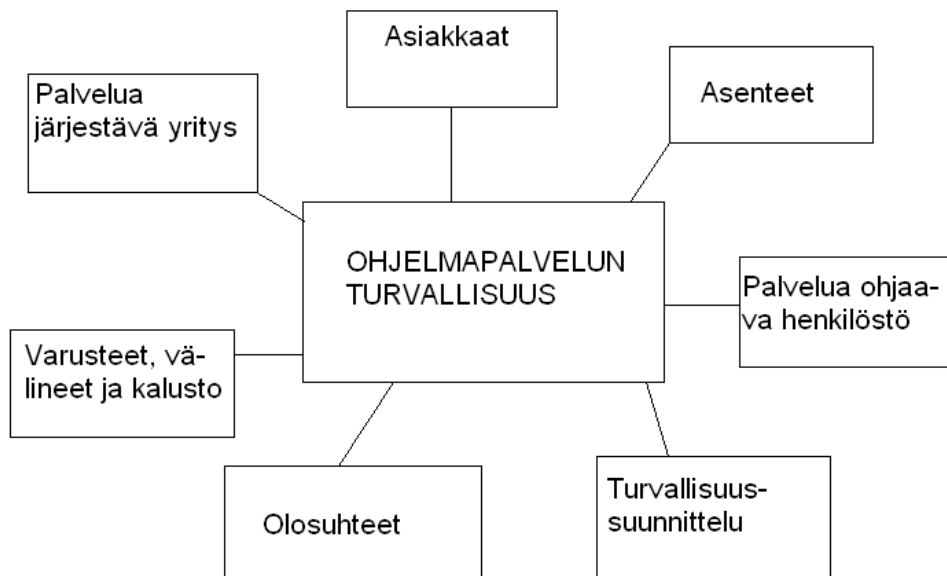 Asiakkaat
Asenteet
Palvelua
järjestävä yritys
OHJELMAPALVELUN
TURVALLISUUS
Palvelua ohjaa-
va henkilöstö
Varusteet, vä-
lineet ja kalusto
Olosuhteet
Turvallisuus-
suunnittelu